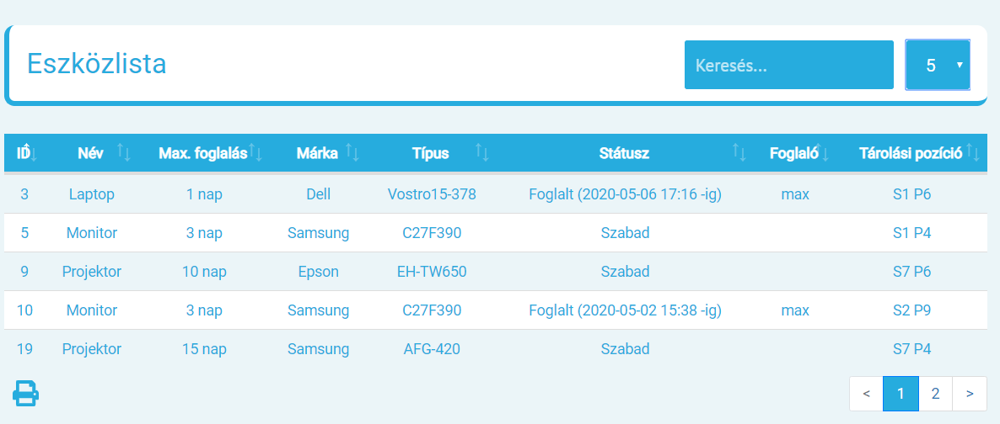 Eszközlista
Keresés... 5
ID Név Max. foglalás Márka Típus Státusz Foglaló Tárolási pozíció
3 Laptop 1 nap Dell Vostro15-378 Foglalt (2020-05-06 17:16 -ig) max S1 P6
5 Monitor 3 nap Samsung C27F390 Szabad S1 P4
9 Projektor 10 nap Epson EH-TW650 Szabad S7 P6
10 Monitor 3 nap Samsung C27F390 Foglalt (2020-05-02 15:38 -ig) max S2 P9
19 Projektor 15 nap Samsung AFG-420 Szabad S7 P4
< 1 2 >